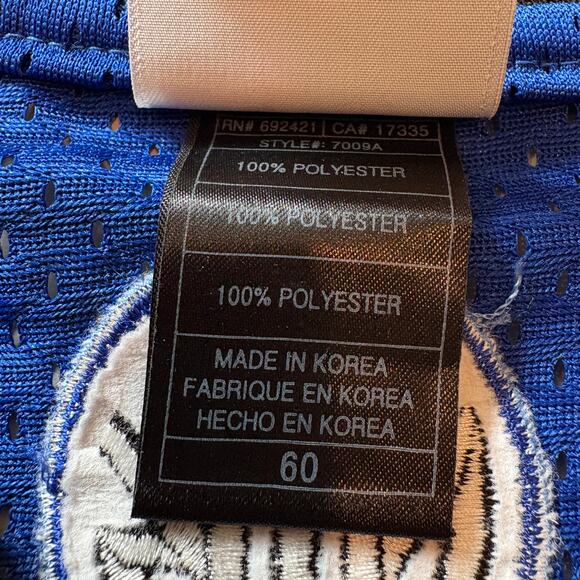 RN# 692421 | CA# 17335
STYLE#: 7009A
100% POLYESTER
100% POLYESTER
100% POLYESTER
MADE IN KOREA
FABRIQUE EN KOREA
HECHO EN KOREA
60